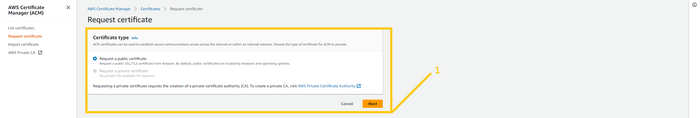 AWS Certificate Manager (ACM)
List certificates
Request certificate
Import certificate
AWS Private CA
AWS Certificate Manager > Certificates > Request certificate
Request certificate
Certificate type Info
ACM certificates can be used to establish secure communications access across the internet or within an internal network. Choose the type of certificate for ACM to provide.
Request a public certificate
Request a public SSL/TLS certificate from Amazon. By default, public certificates are trusted by browsers and operating systems.
Request a private certificate
No private CAs available for issuance.
Requesting a private certificate requires the creation of a private certificate authority (CA). To create a private CA, visit AWS Private Certificate Authority
Cancel
Next
1